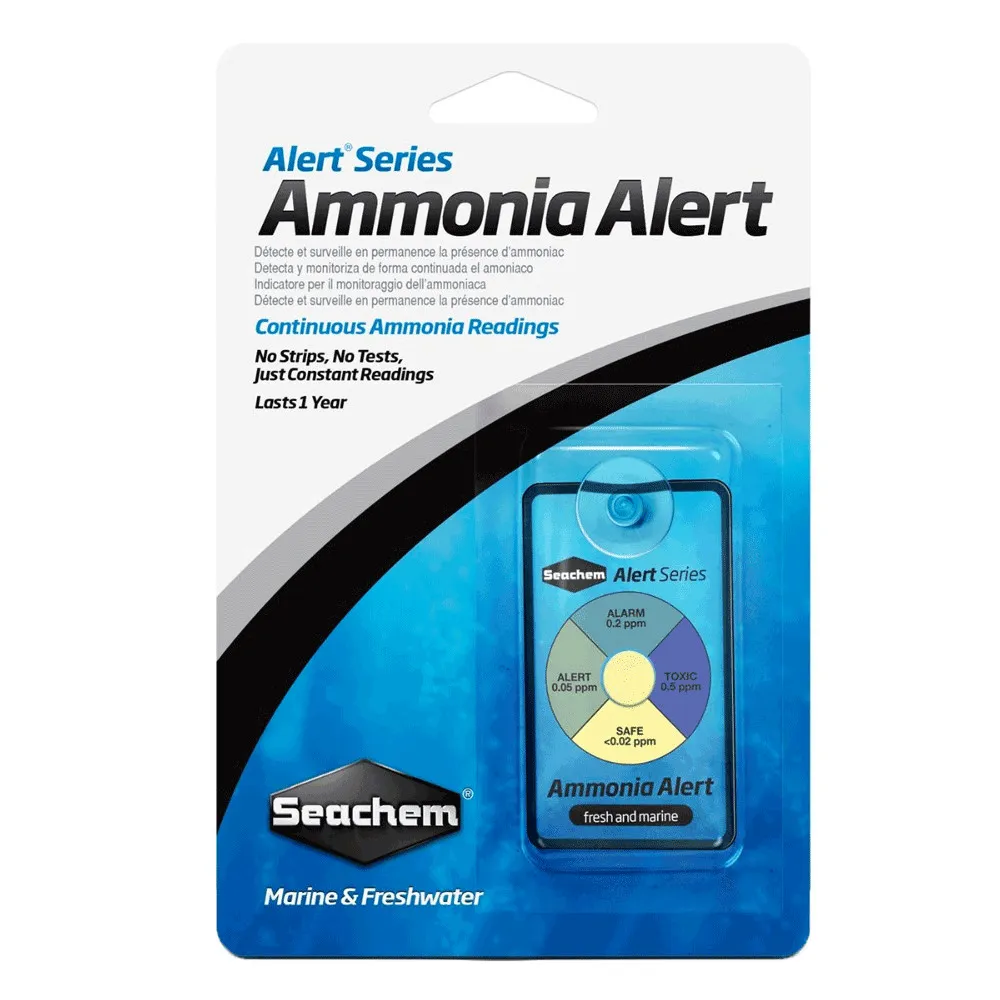 Alert® Series
Ammonia Alert
Détecte et surveille en permanence la présence d'ammoniac
Detecta y monitoriza de forma continuada el amoniaco
Indicatore per il monitoraggio dell'ammoniaca
Détecte et surveille en permanence la présence d'ammoniac
Continuous Ammonia Readings
No Strips, No Tests,
Just Constant Readings
Lasts 1 Year
Seachem Alert Series
ALARM
0.2 ppm
ALERT
0.05 ppm
TOXIC
0.5 ppm
SAFE
<0.02 ppm
Ammonia Alert
fresh and marine
Seachem®
Marine & Freshwater